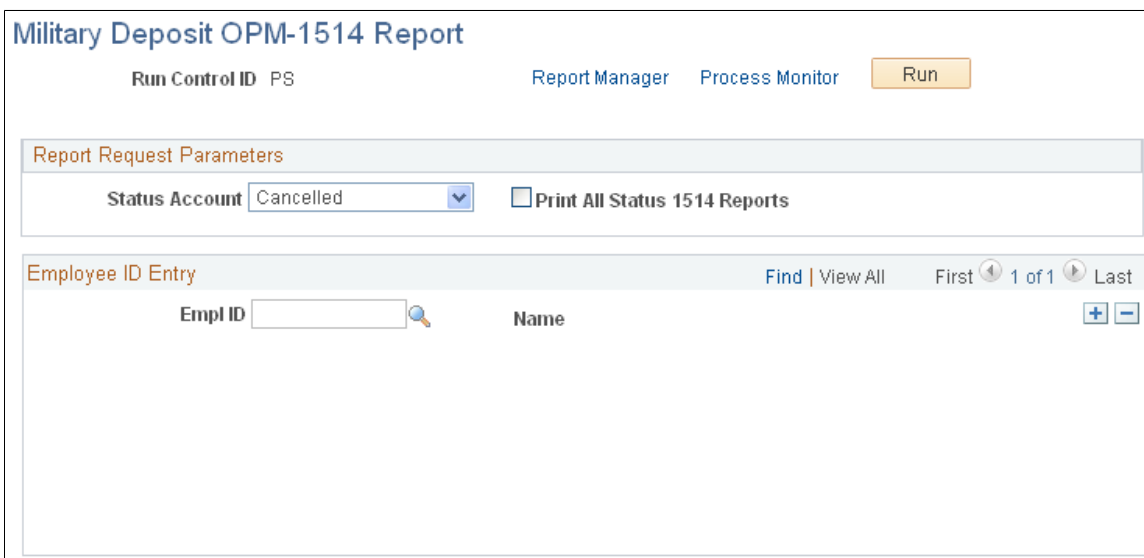 Military Deposit OPM-1514 Report
Run Control ID PS Report Manager Process Monitor Run
Report Request Parameters
Status Account Cancelled Print All Status 1514 Reports
Employee ID Entry Find | View All First 1 of 1 Last
Empl ID Name